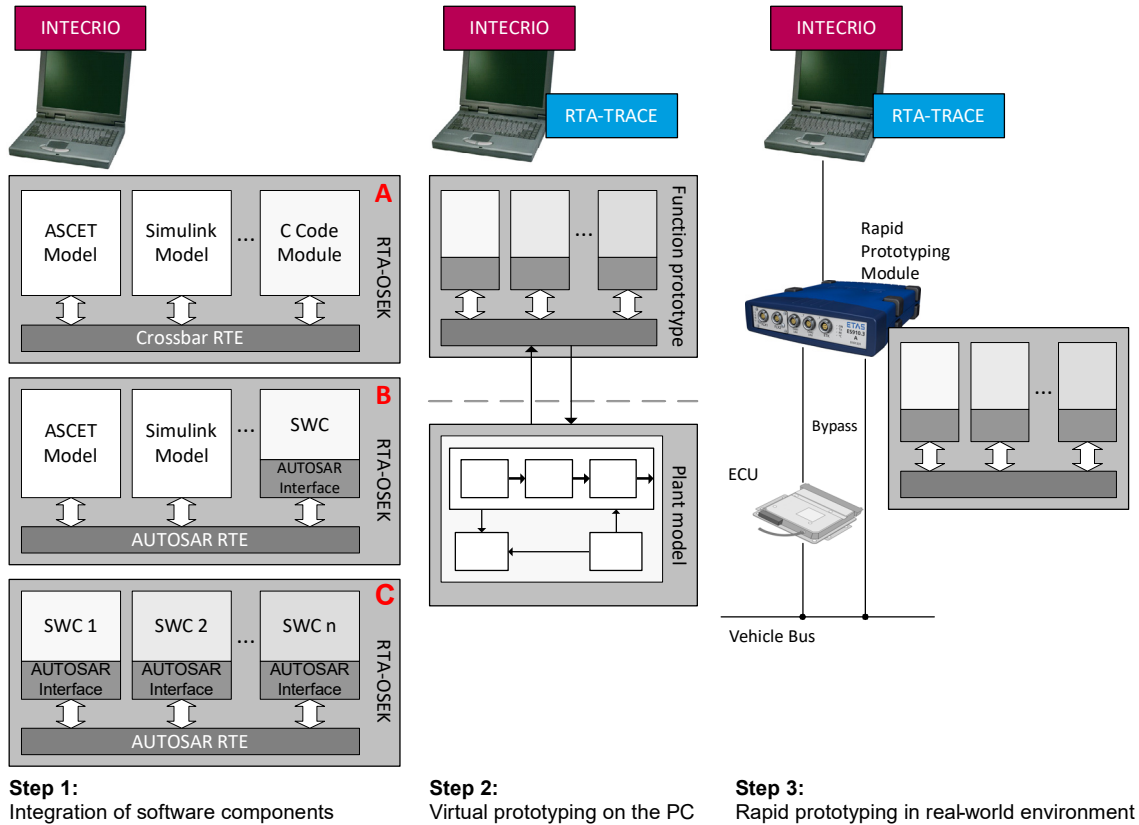 INTECRIO
INTECRIO
INTECRIO
RTA-TRACE
RTA-TRACE
A
ASCET
Model
Simulink
Model
...
C Code
Module
RTA-OSEK
Crossbar RTE
B
ASCET
Model
Simulink
Model
...
SWC
AUTOSAR
Interface
RTA-OSEK
AUTOSAR RTE
C
SWC 1
SWC 2
...
SWC n
AUTOSAR
Interface
AUTOSAR
Interface
AUTOSAR
Interface
RTA-OSEK
AUTOSAR RTE
Step 1:
Integration of software components
...
Function prototype
Plant model
Step 2:
Virtual prototyping on the PC
Rapid
Prototyping
Module
ETAS
ES910.3
A
...
Bypass
ECU
Vehicle Bus
Step 3:
Rapid prototyping in real-world environment